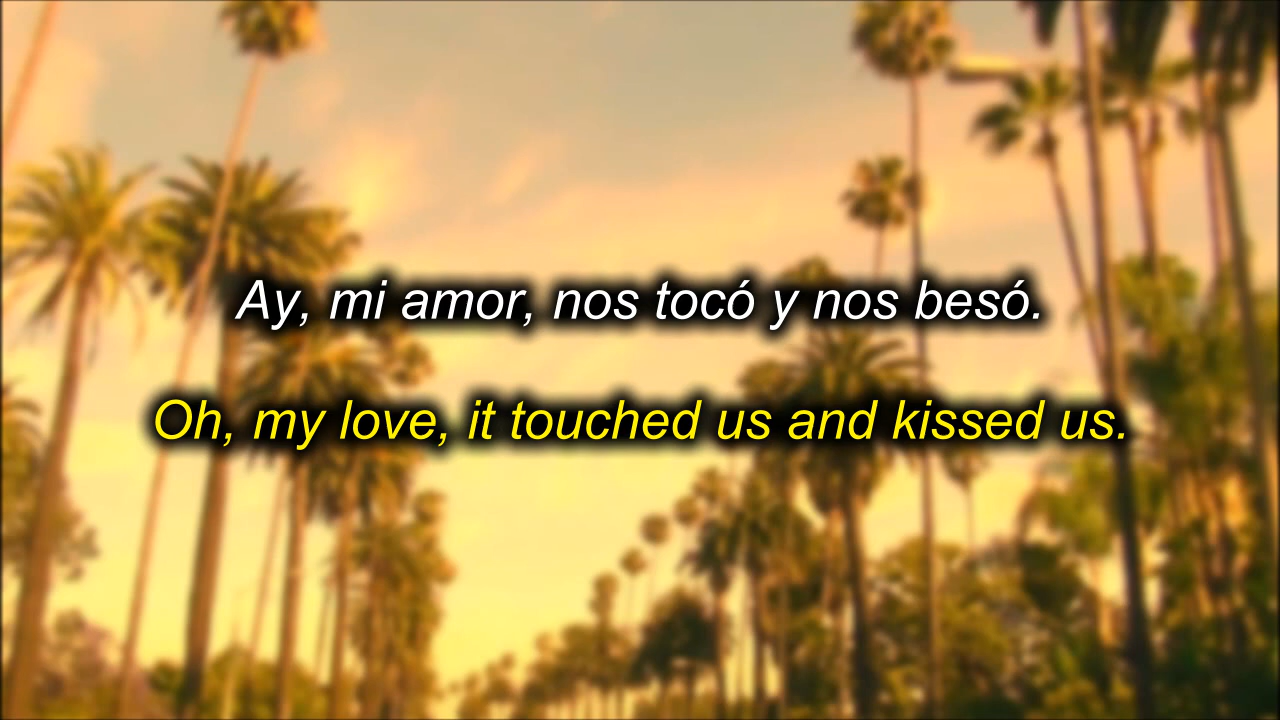 Ay, mi amor, nos tocó y nos besó.
Oh, my love, it touched us and kissed us.